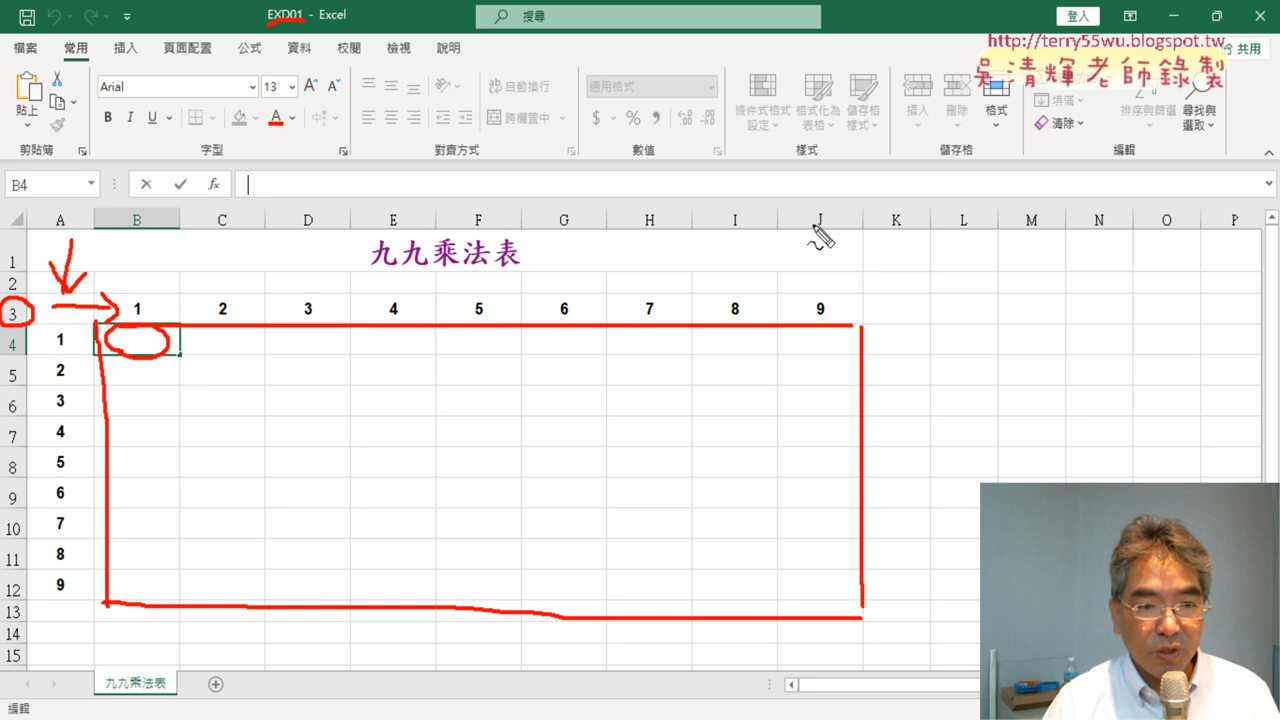 EXD01 - Excel
搜尋
登入
http://terry55wu.blogspot.tw
吳清輝老師錄製
檔案 常用 插入 頁面配置 公式 資料 校閱 檢視 說明
共用
貼上
Arial 13
自動換行
跨欄置中
通用格式
條件式格式設定
格式化為表格
儲存格樣式
插入 刪除 格式
填滿
清除
排序與篩選
尋找與選取
剪貼簿 字型 對齊方式 數值 樣式 儲存格 編輯
B4
fx
A B C D E F G H I J K L M N O P
1 九九乘法表
2
3 1 2 3 4 5 6 7 8 9
4 1
5 2
6 3
7 4
8 5
9 6
10 7
11 8
12 9
13
14
15
九九乘法表
編輯